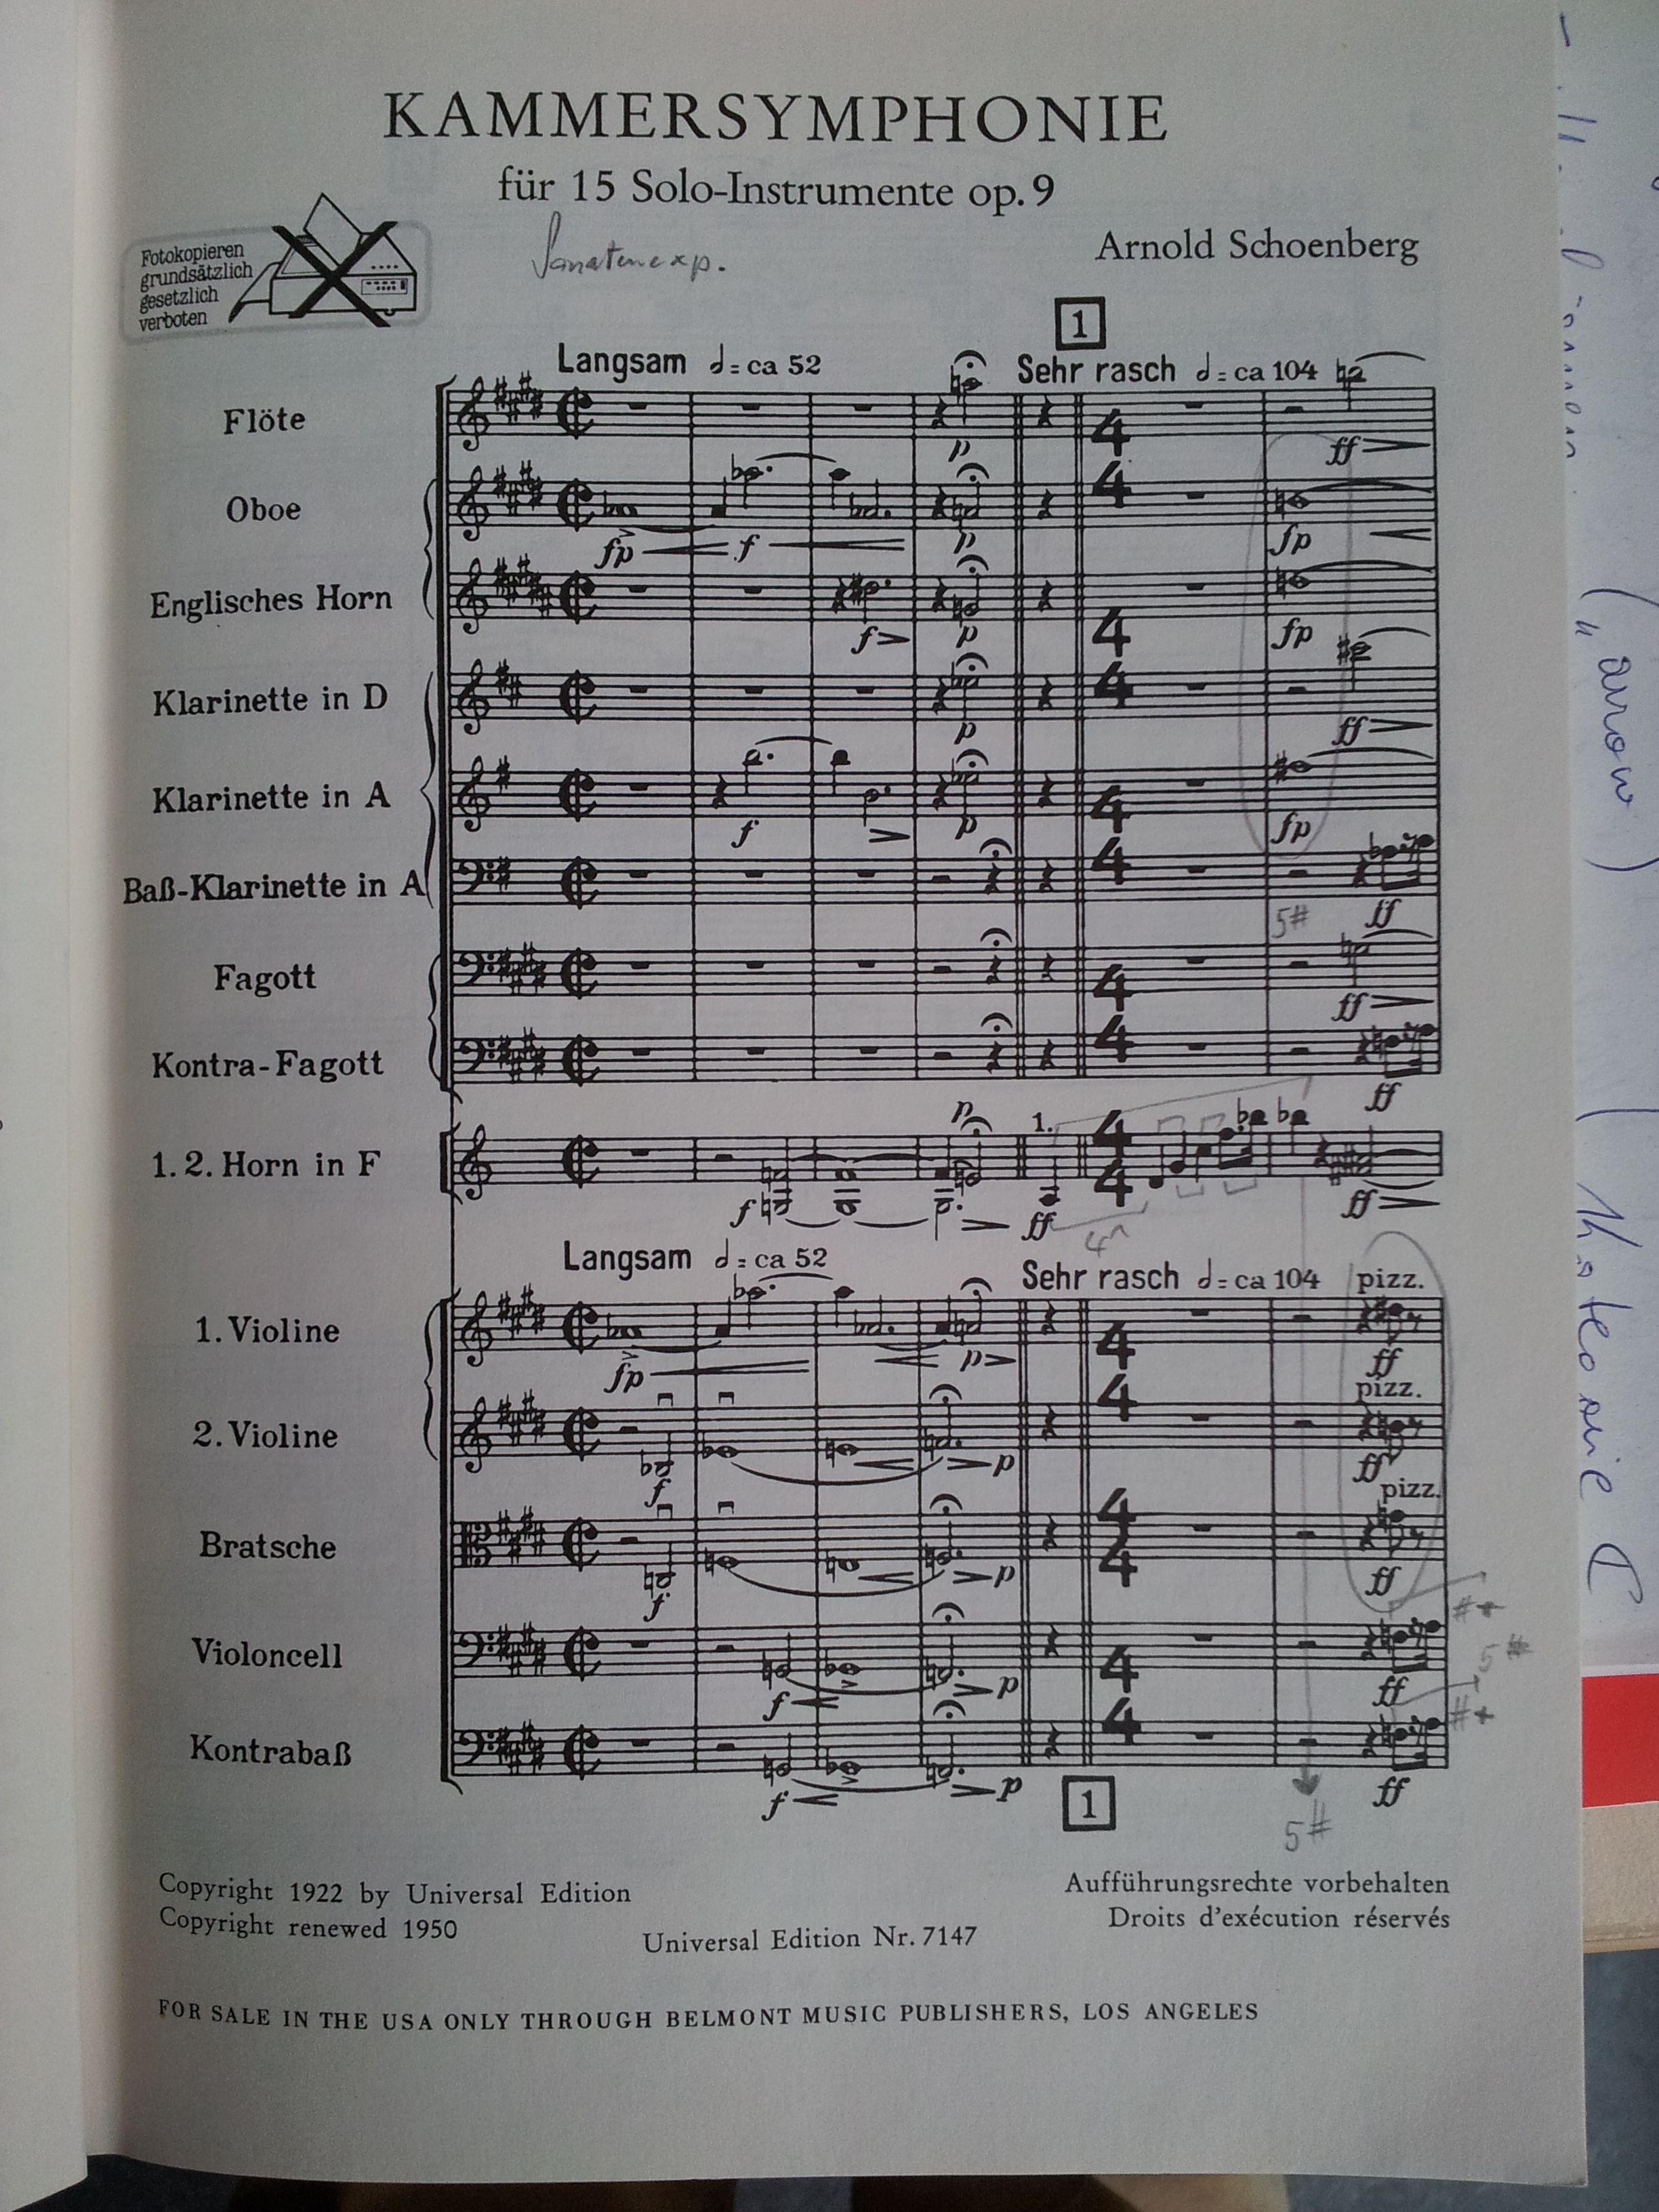 KAMMERSYMPHONIE
für 15 Solo-Instrumente op. 9
Sonatenexp.
Arnold Schoenberg
Fotokopieren
grundsätzlich
gesetzlich
verboten
1
Langsam 𝅗𝅥 = ca 52
Sehr rasch 𝅗𝅥 = ca 104
Flöte
p
ff
Oboe
fp
f
p
fp
Englisches Horn
f
p
fp
Klarinette in D
p
ff
Klarinette in A
f
p
fp
Baß-Klarinette in A
ff
5#
Fagott
ff
Kontra-Fagott
ff
1. 2. Horn in F
f
p
1.
ff
ff
Langsam 𝅗𝅥 = ca 52
Sehr rasch 𝅗𝅥 = ca 104
pizz.
1. Violine
fp
p
ff
pizz.
2. Violine
f
p
ff
pizz.
Bratsche
f
p
ff
Violoncell
f
p
ff
5#
Kontrabaß
f
p
ff
1
5#
Copyright 1922 by Universal Edition
Copyright renewed 1950
Universal Edition Nr. 7147
Aufführungsrechte vorbehalten
Droits d'exécution réservés
FOR SALE IN THE USA ONLY THROUGH BELMONT MUSIC PUBLISHERS, LOS ANGELES